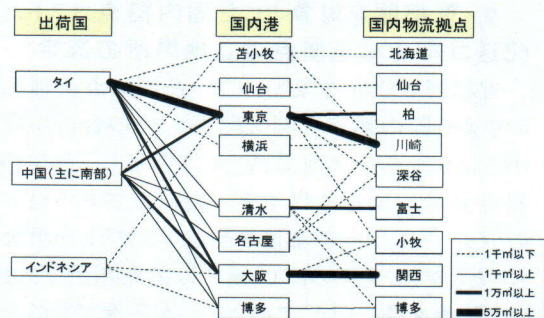 出荷国
国内港
国内物流拠点
タイ
中国(主に南部)
インドネシア
苫小牧
仙台
東京
横浜
清水
名古屋
大阪
博多
北海道
仙台
柏
川崎
深谷
富士
小牧
関西
博多
1千㎡以下
1千㎡以上
1万㎡以上
5万㎡以上